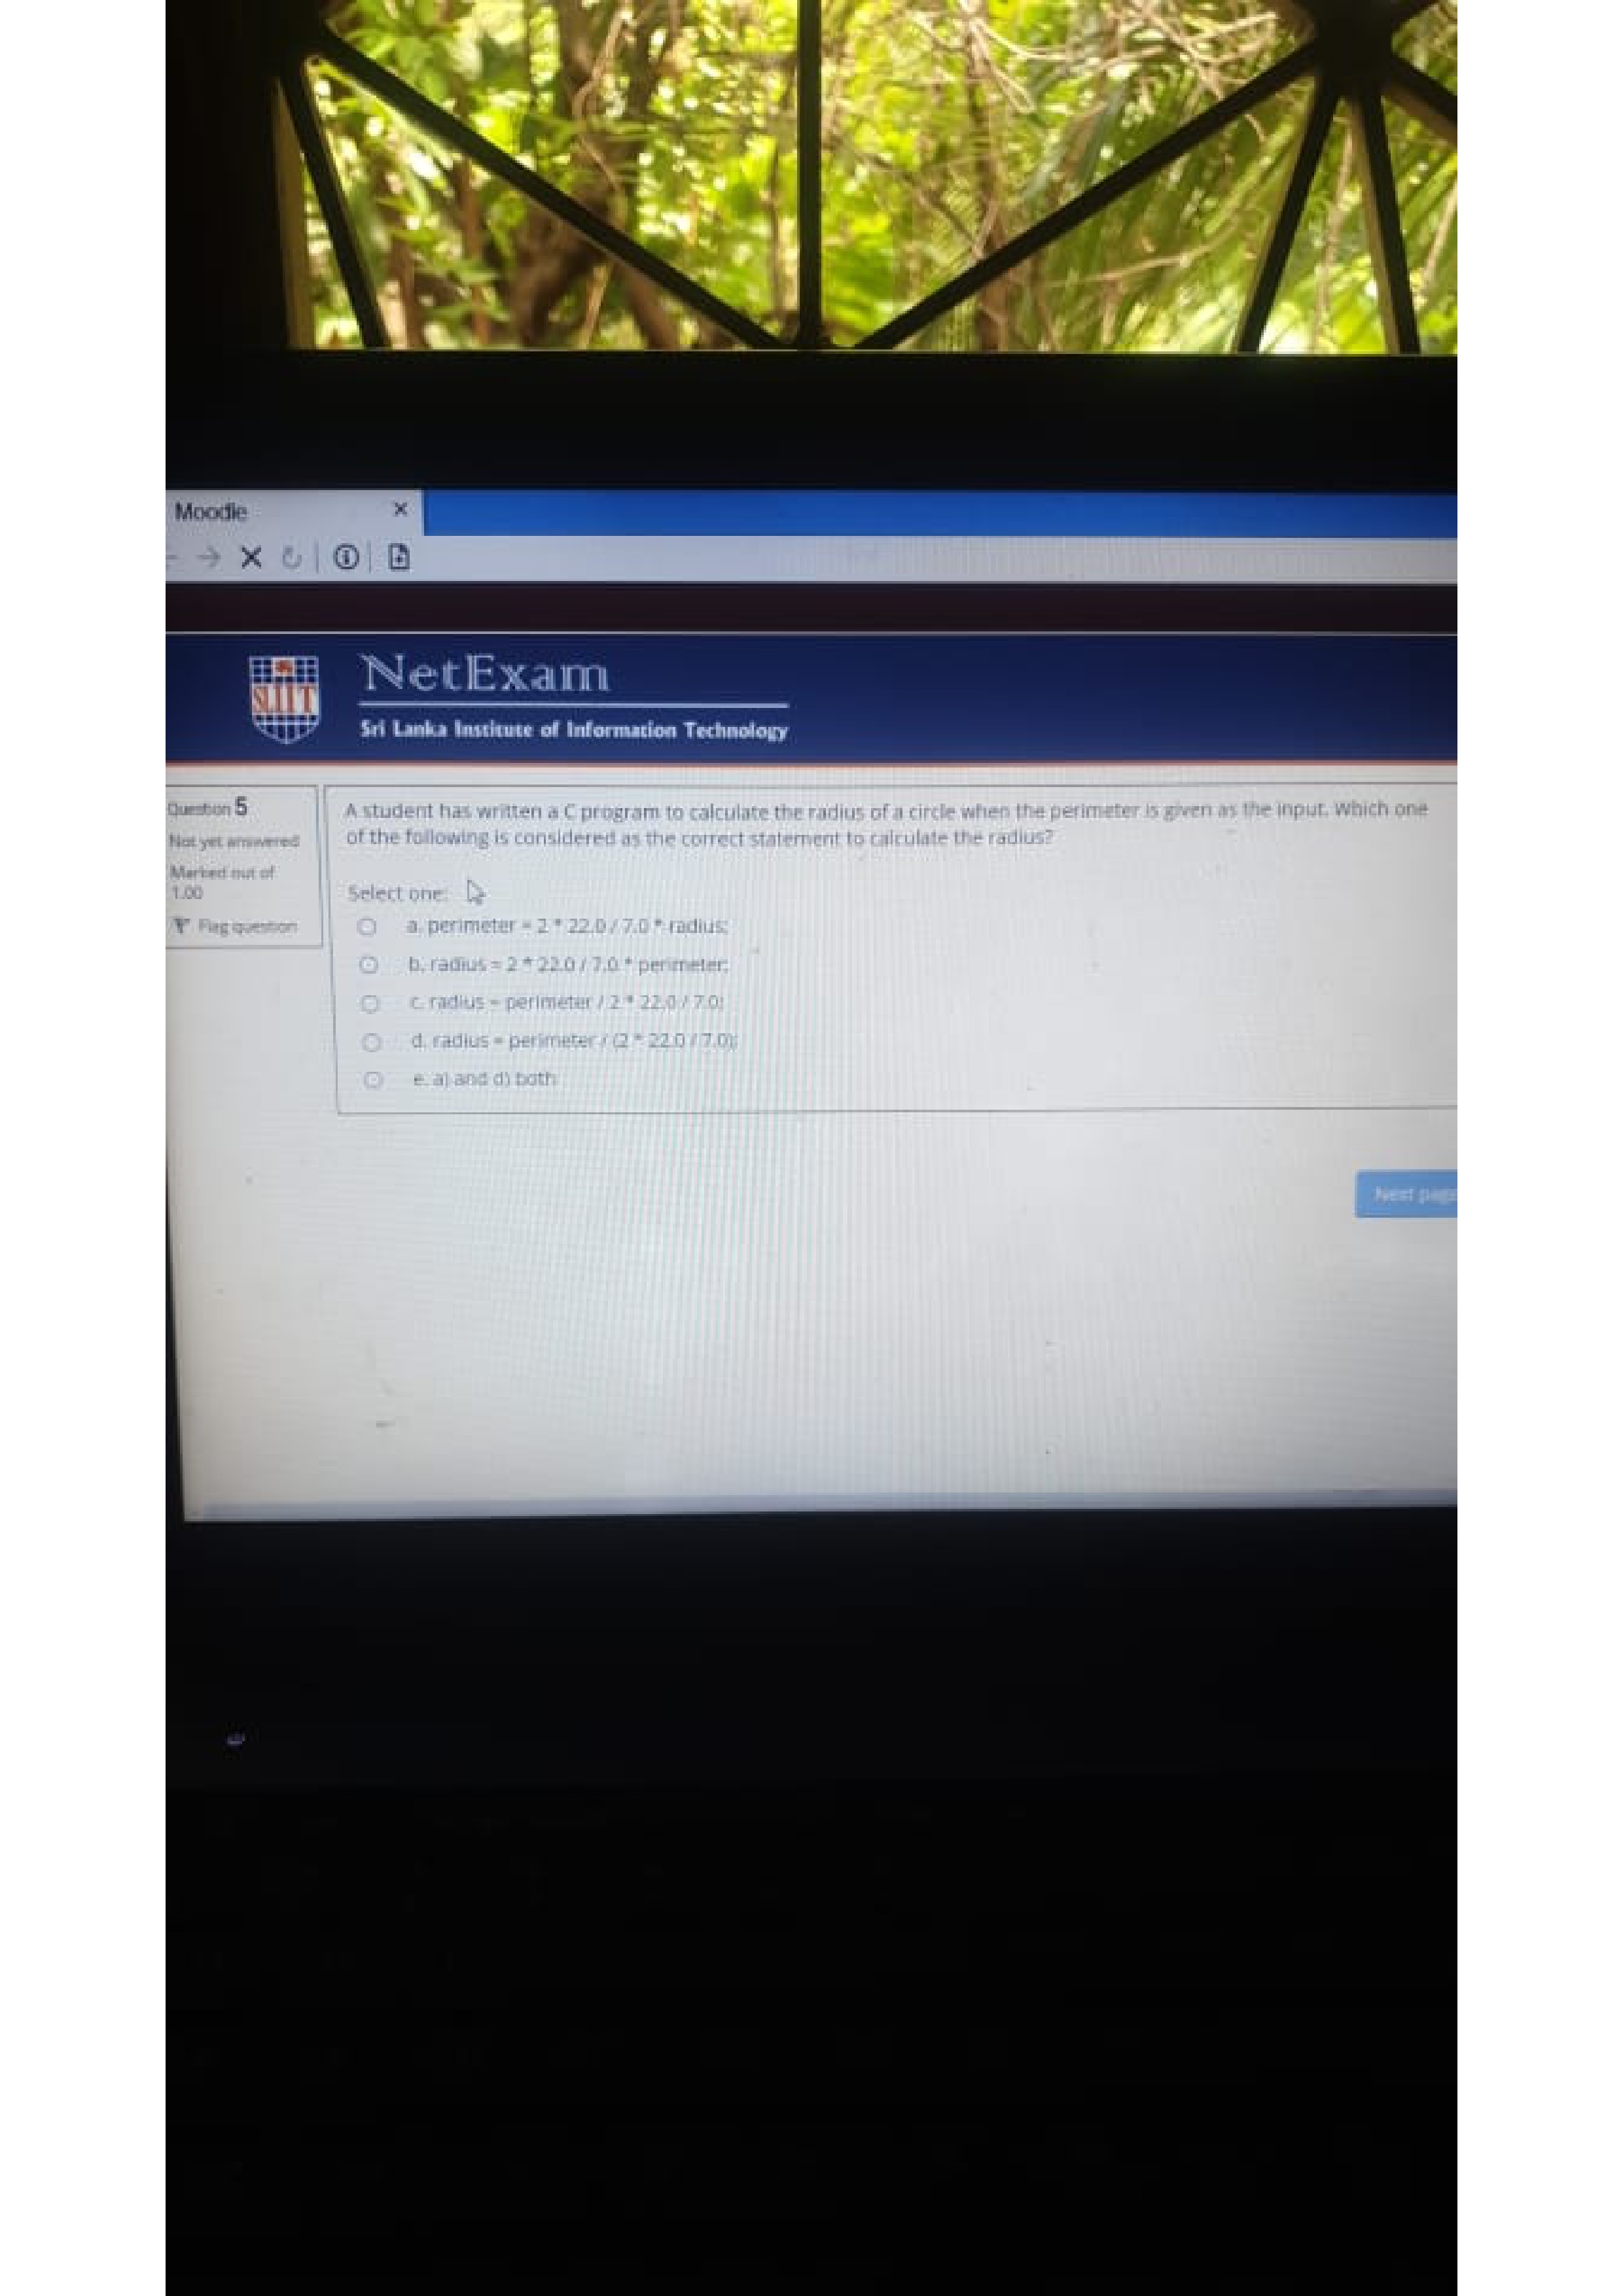 Moodle
NetExam
SLIIT
Sri Lanka Institute of Information Technology
Question 5
Not yet answered
Marked out of
1.00
Flag question
A student has written a C program to calculate the radius of a circle when the perimeter is given as the input. Which one
of the following is considered as the correct statement to calculate the radius?
Select one:
a. perimeter = 2 * 22.0 / 7.0 * radius;
b. radius = 2 * 22.0 / 7.0 * perimeter;
c. radius = perimeter / 2 * 22.0 / 7.0;
d. radius = perimeter / (2 * 22.0 / 7.0);
e. a) and d) both
Next page